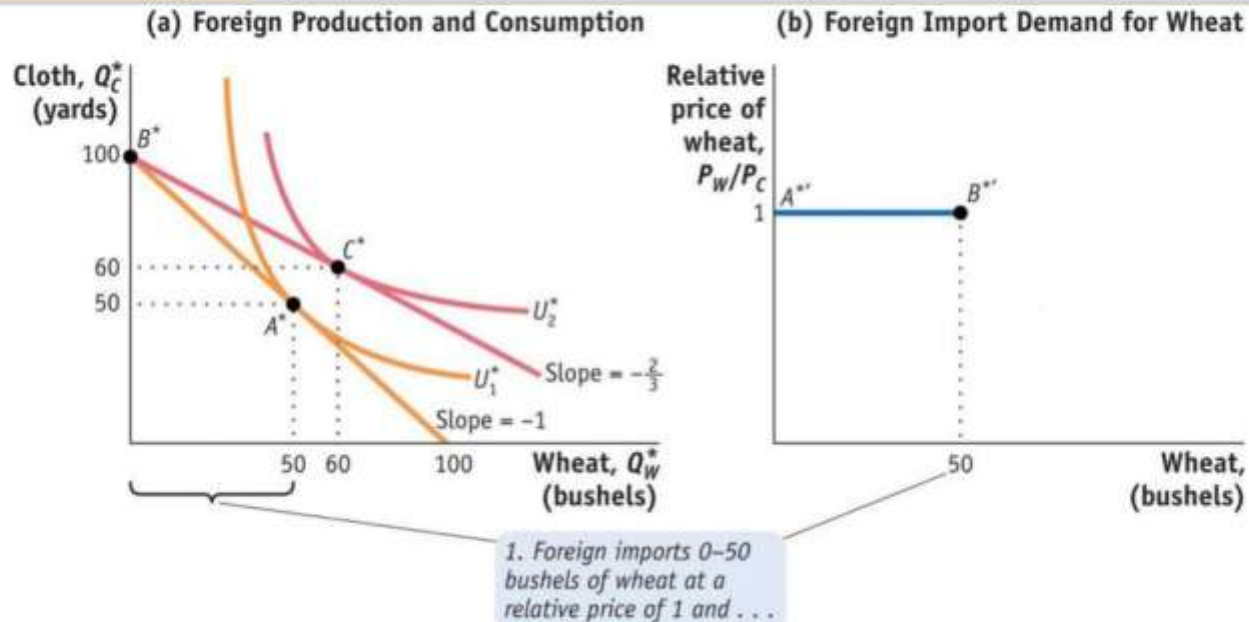 (a) Foreign Production and Consumption
Cloth, Q*C
(yards)
B*
100
60
50
C*
A*
U*2
Slope = -2/3
U*1
Slope = -1
50 60 100
Wheat, Q*W
(bushels)
(b) Foreign Import Demand for Wheat
Relative
price of
wheat,
PW/PC
1
A*′
B*′
50
Wheat,
(bushels)
1. Foreign imports 0–50
bushels of wheat at a
relative price of 1 and . . .